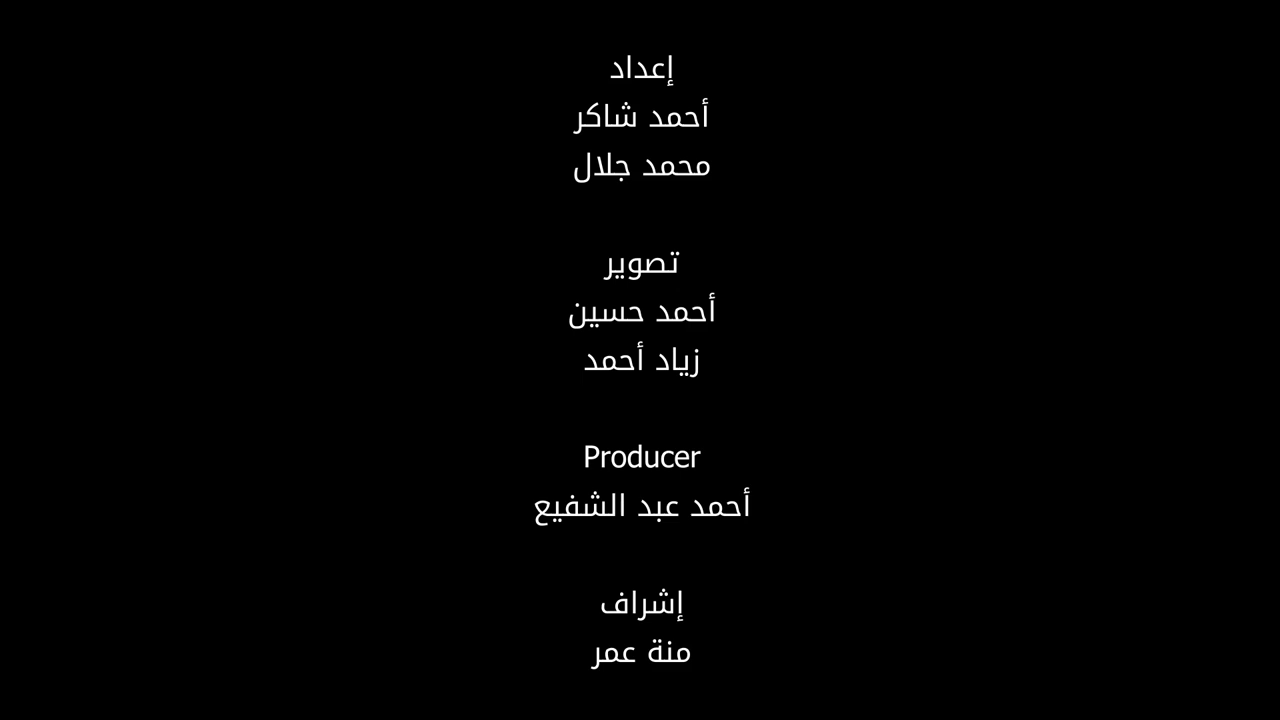 إعداد
أحمد شاكر
محمد جلال
تصوير
أحمد حسين
زياد أحمد
Producer
أحمد عبد الشفيع
إشراف
منة عمر